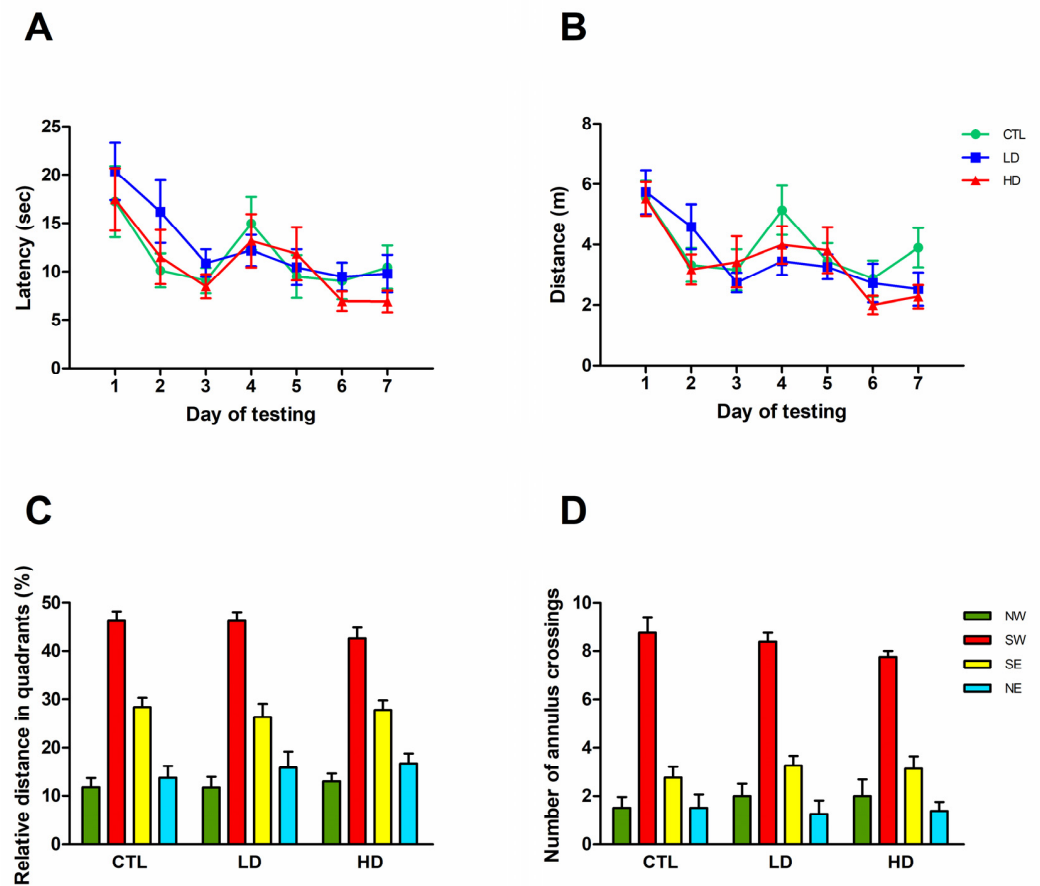 A
B
25
20
15
10
5
0
Latency (sec)
1 2 3 4 5 6 7
Day of testing
8
6
4
2
0
Distance (m)
1 2 3 4 5 6 7
Day of testing
CTL
LD
HD
C
D
50
40
30
20
10
0
Relative distance in quadrants (%)
CTL LD HD
10
8
6
4
2
0
Number of annulus crossings
CTL LD HD
NW
SW
SE
NE